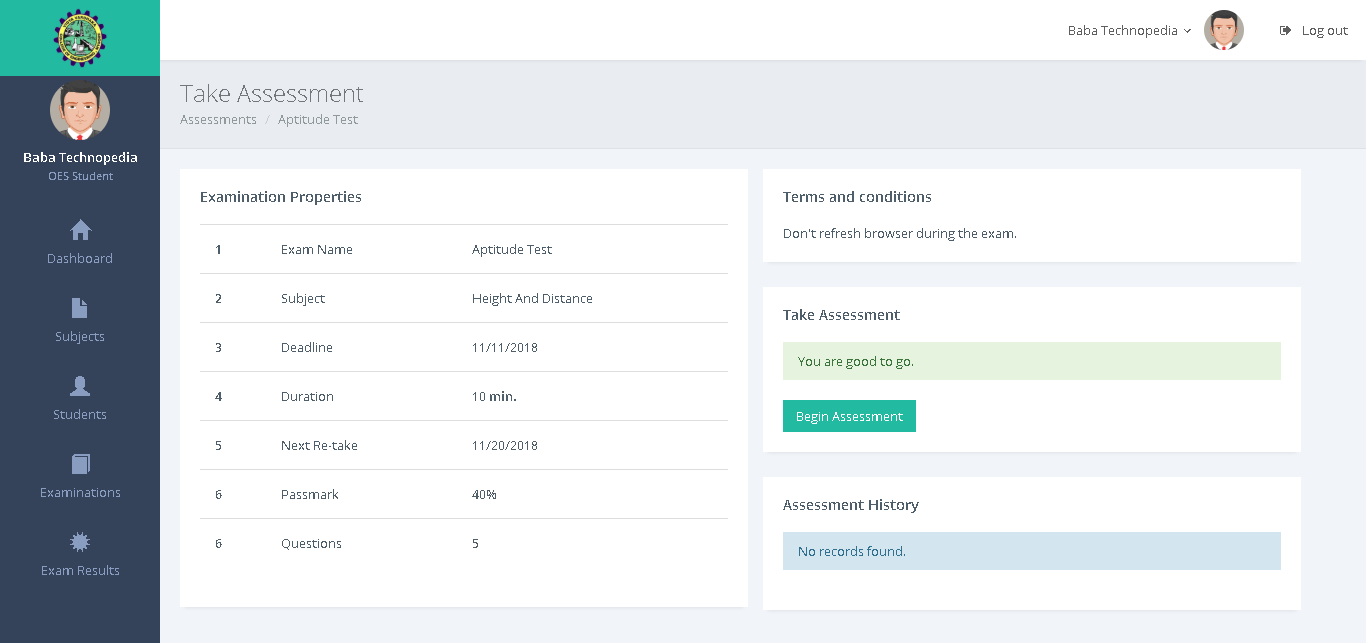 Baba Technopedia
Log out
Baba Technopedia
OES Student
Dashboard
Subjects
Students
Examinations
Exam Results
Take Assessment
Assessments / Aptitude Test
Examination Properties
1 Exam Name Aptitude Test
2 Subject Height And Distance
3 Deadline 11/11/2018
4 Duration 10 min.
5 Next Re-take 11/20/2018
6 Passmark 40%
6 Questions 5
Terms and conditions
Don't refresh browser during the exam.
Take Assessment
You are good to go.
Begin Assessment
Assessment History
No records found.